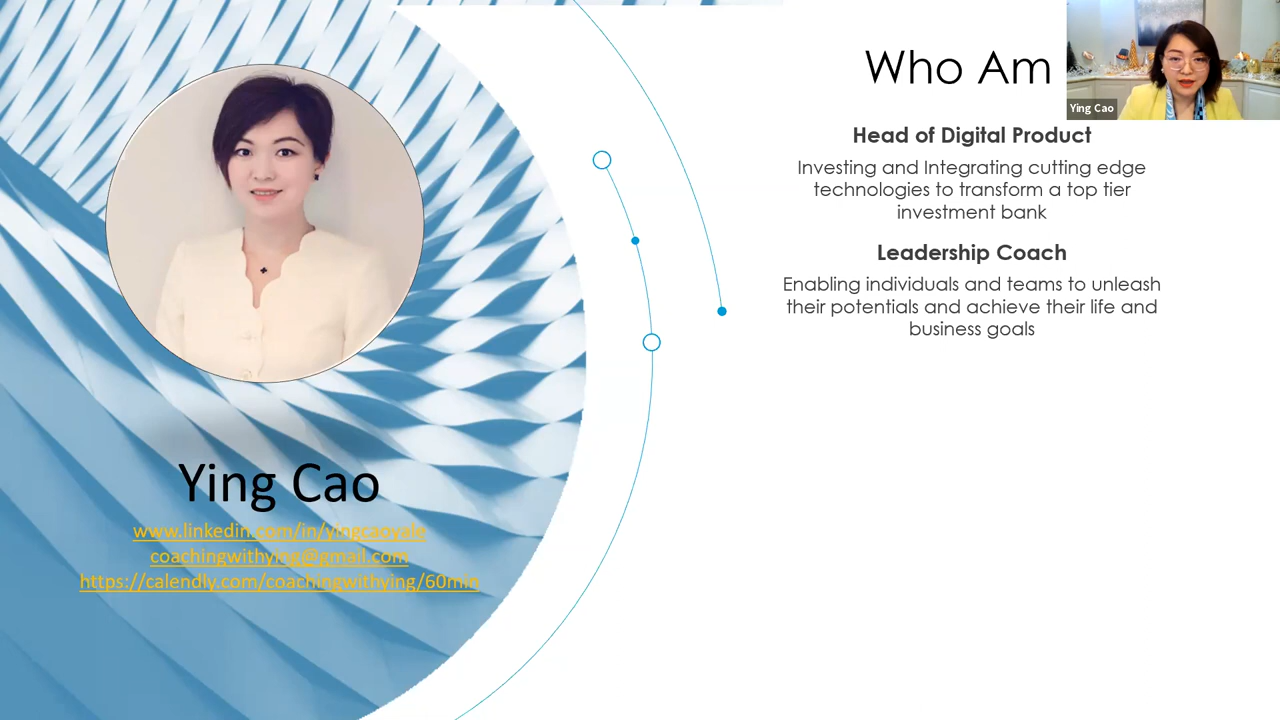 Who Am
Ying Cao
Head of Digital Product
Investing and Integrating cutting edge
technologies to transform a top tier
investment bank
Leadership Coach
Enabling individuals and teams to unleash
their potentials and achieve their life and
business goals
Ying Cao
www.linkedin.com/in/yingcaoyale
coachingwithying@gmail.com
https://calendly.com/coachingwithying/60min